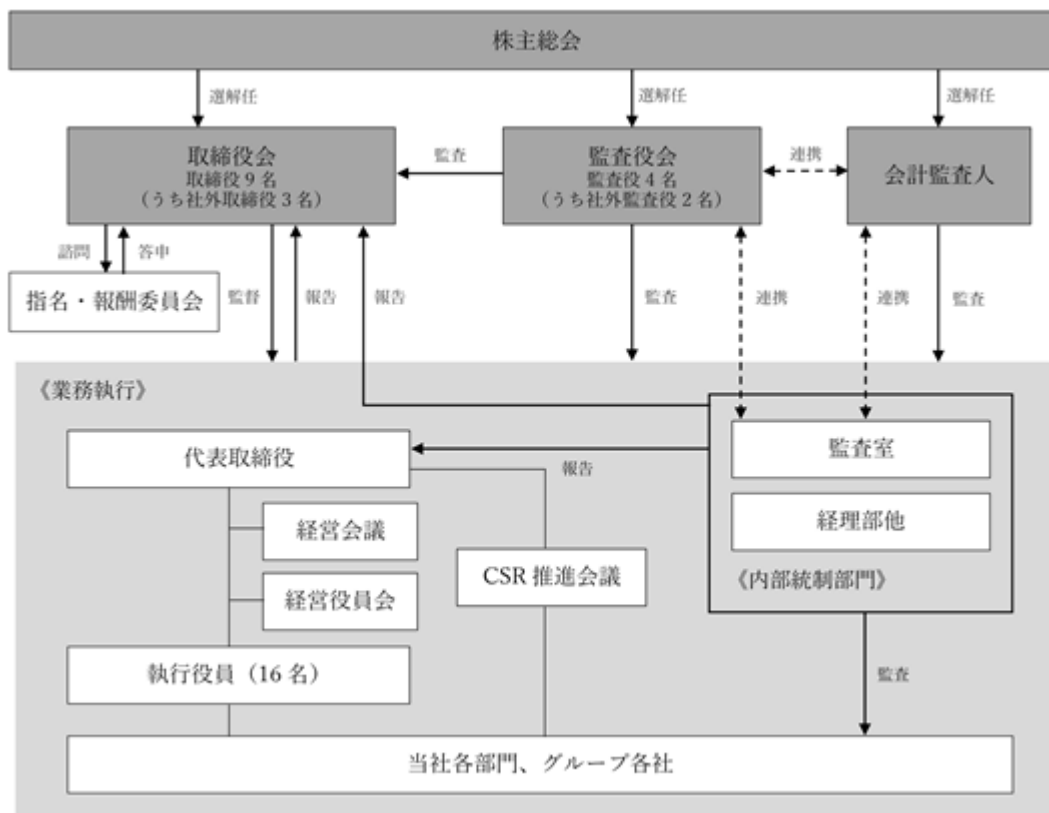 株主総会
選解任
選解任
選解任
取締役会
取締役9名
（うち社外取締役3名）
監査
監査役会
監査役4名
（うち社外監査役2名）
連携
会計監査人
諮問
答申
指名・報酬委員会
監督
報告
報告
監査
連携
連携
監査
《業務執行》
代表取締役
報告
監査室
経理部他
《内部統制部門》
経営会議
経営役員会
CSR推進会議
執行役員（16名）
監査
当社各部門、グループ各社